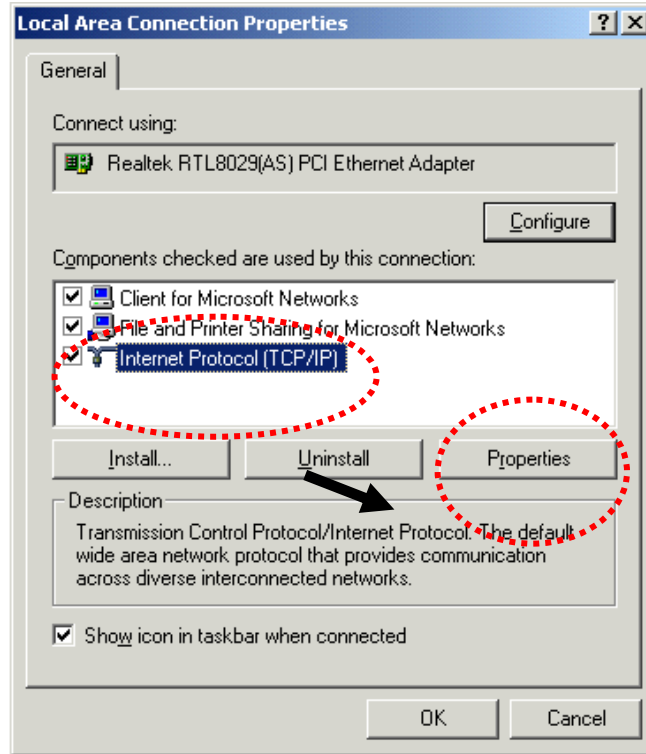 Local Area Connection Properties
General
Connect using:
Realtek RTL8029(AS) PCI Ethernet Adapter
Configure
Components checked are used by this connection:
Client for Microsoft Networks
File and Printer Sharing for Microsoft Networks
Internet Protocol (TCP/IP)
Install... Uninstall Properties
Description
Transmission Control Protocol/Internet Protocol. The default
wide area network protocol that provides communication
across diverse interconnected networks.
Show icon in taskbar when connected
OK Cancel